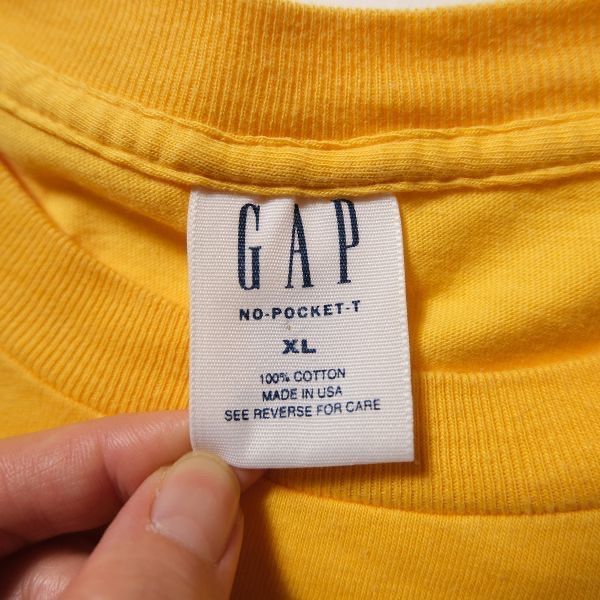 GAP
NO-POCKET-T
XL
100% COTTON
MADE IN USA
SEE REVERSE FOR CARE